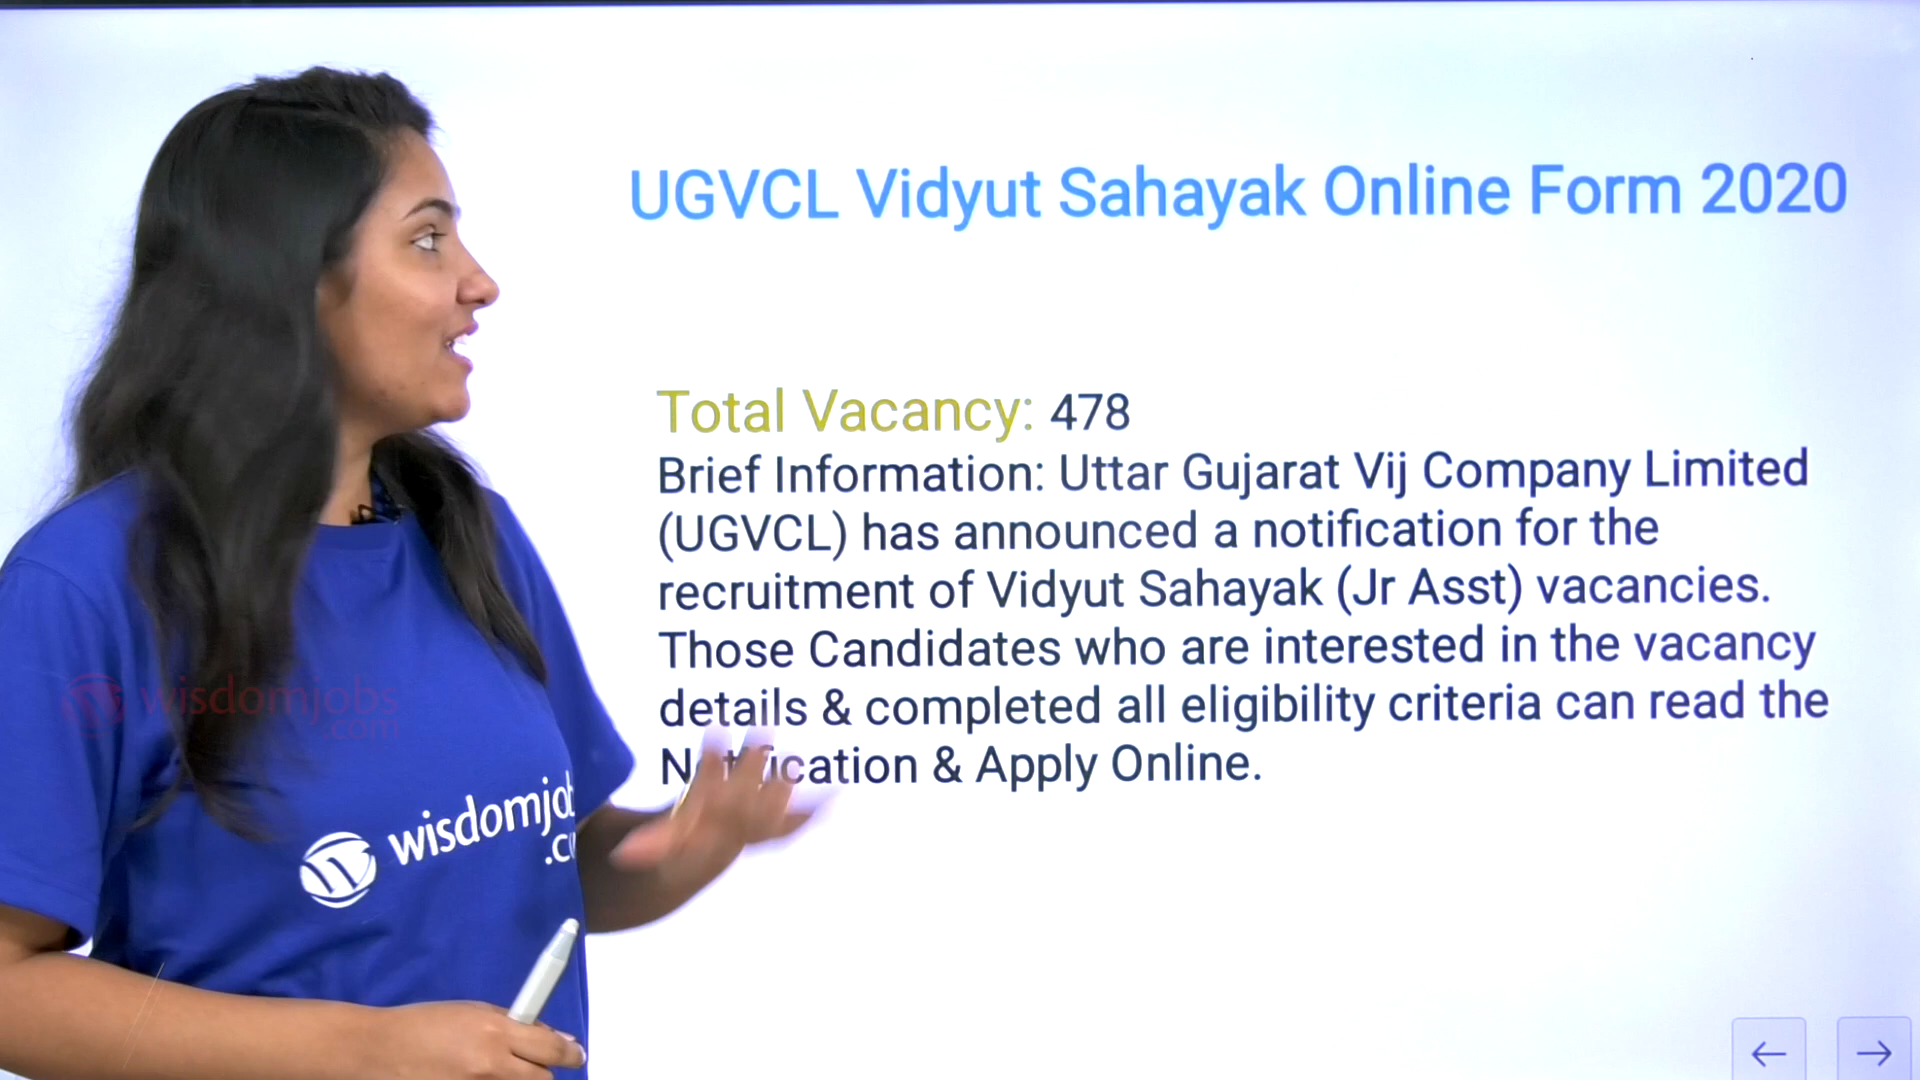 UGVCL Vidyut Sahayak Online Form 2020
Total Vacancy: 478
Brief Information: Uttar Gujarat Vij Company Limited
(UGVCL) has announced a notification for the
recruitment of Vidyut Sahayak (Jr Asst) vacancies.
Those Candidates who are interested in the vacancy
details & completed all eligibility criteria can read the
& Apply Online.
wisdomjobs
.com